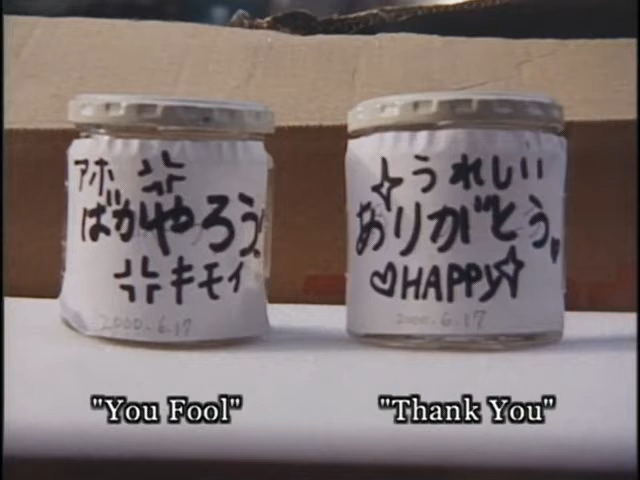 アホ
ばかやろう!
キモイ
2000.6.17
☆うれしい
ありがとう
♡HAPPY☆
2000.6.17
"You Fool"
"Thank You"